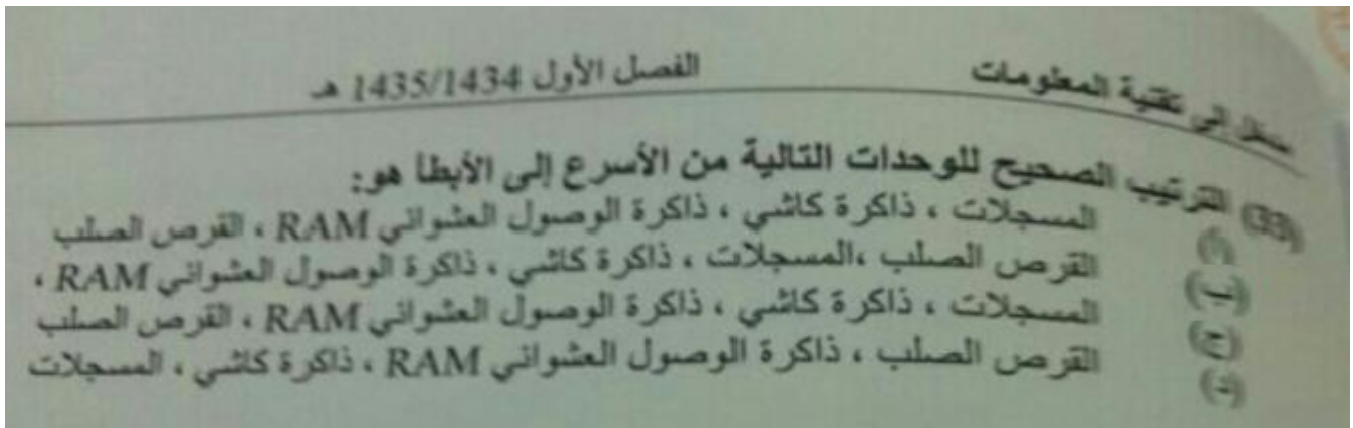 مدخل إلى تقنية المعلومات الفصل الأول 1435/1434 هـ
(33) الترتيب الصحيح للوحدات التالية من الأسرع إلى الأبطأ هو:
(أ) المسجلات ، ذاكرة كاشي ، ذاكرة الوصول العشوائي RAM ، القرص الصلب
(ب) القرص الصلب ،المسجلات ، ذاكرة كاشي ، ذاكرة الوصول العشوائي RAM ،
(ج) المسجلات ، ذاكرة كاشي ، ذاكرة الوصول العشوائي RAM ، القرص الصلب
(د) القرص الصلب ، ذاكرة الوصول العشوائي RAM ، ذاكرة كاشي ، المسجلات